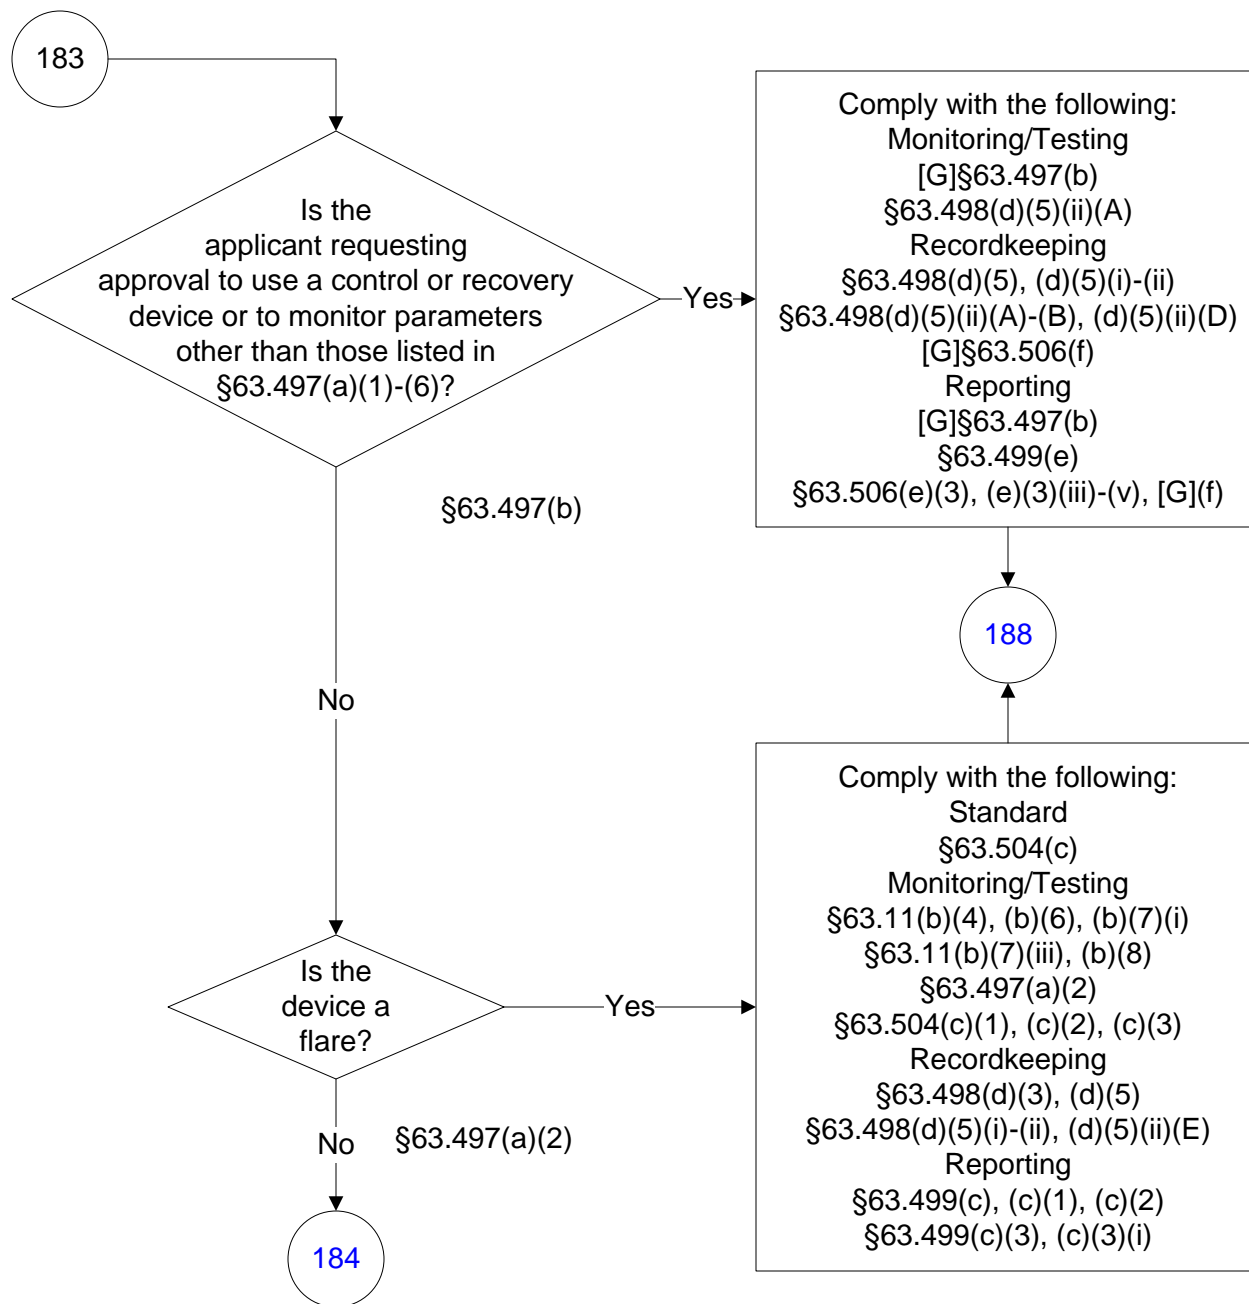 183
Is the
applicant requesting
approval to use a control or recovery
device or to monitor parameters
other than those listed in
§63.497(a)(1)-(6)?
Yes
Comply with the following:
Monitoring/Testing
[G]§63.497(b)
§63.498(d)(5)(ii)(A)
Recordkeeping
§63.498(d)(5), (d)(5)(i)-(ii)
§63.498(d)(5)(ii)(A)-(B), (d)(5)(ii)(D)
[G]§63.506(f)
Reporting
[G]§63.497(b)
§63.499(e)
§63.506(e)(3), (e)(3)(iii)-(v), [G](f)
§63.497(b)
188
No
Is the
device a
flare?
Yes
Comply with the following:
Standard
§63.504(c)
Monitoring/Testing
§63.11(b)(4), (b)(6), (b)(7)(i)
§63.11(b)(7)(iii), (b)(8)
§63.497(a)(2)
§63.504(c)(1), (c)(2), (c)(3)
Recordkeeping
§63.498(d)(3), (d)(5)
§63.498(d)(5)(i)-(ii), (d)(5)(ii)(E)
Reporting
§63.499(c), (c)(1), (c)(2)
§63.499(c)(3), (c)(3)(i)
No
§63.497(a)(2)
184